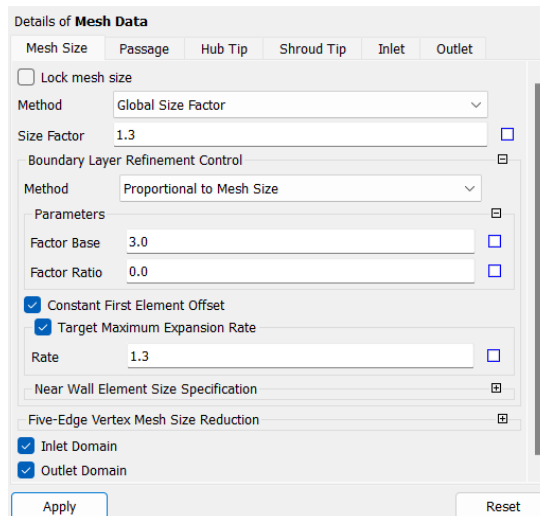 Details of Mesh Data
Mesh Size Passage Hub Tip Shroud Tip Inlet Outlet
Lock mesh size
Method Global Size Factor
Size Factor 1.3
Boundary Layer Refinement Control
Method Proportional to Mesh Size
Parameters
Factor Base 3.0
Factor Ratio 0.0
Constant First Element Offset
Target Maximum Expansion Rate
Rate 1.3
Near Wall Element Size Specification
Five-Edge Vertex Mesh Size Reduction
Inlet Domain
Outlet Domain
Apply Reset